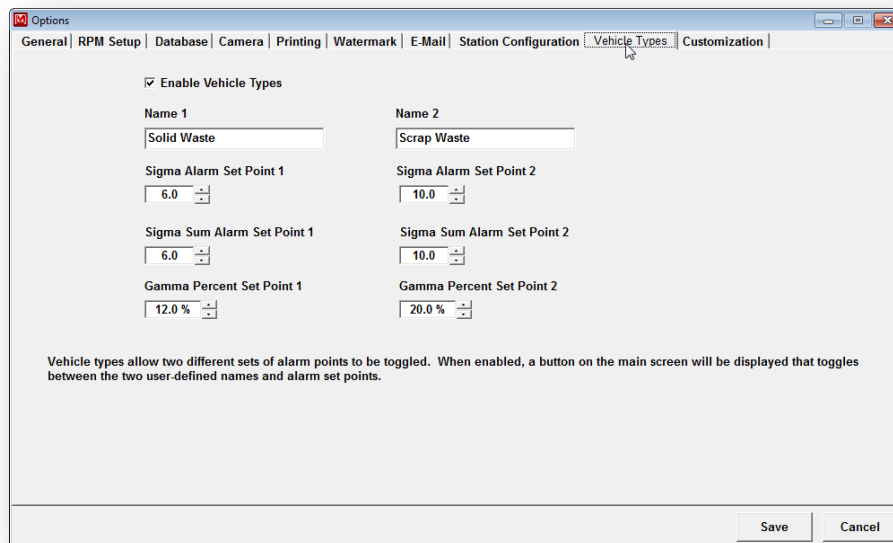 Options
General RPM Setup Database Camera Printing Watermark E-Mail Station Configuration Vehicle Types Customization
Enable Vehicle Types
Name 1 Name 2
Solid Waste Scrap Waste
Sigma Alarm Set Point 1 Sigma Alarm Set Point 2
6.0 10.0
Sigma Sum Alarm Set Point 1 Sigma Sum Alarm Set Point 2
6.0 10.0
Gamma Percent Set Point 1 Gamma Percent Set Point 2
12.0 % 20.0 %
Vehicle types allow two different sets of alarm points to be toggled. When enabled, a button on the main screen will be displayed that toggles
between the two user-defined names and alarm set points.
Save Cancel